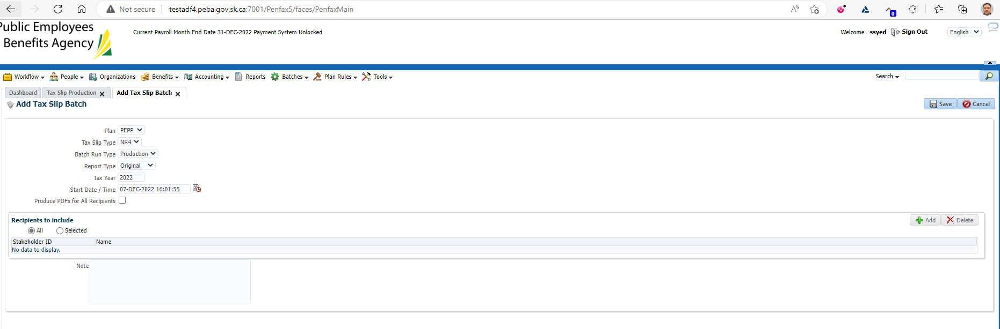 Not secure | testadf4.peba.gov.sk.ca:7001/Penfax5/faces/PenfaxMain
0
Public Employees
Benefits Agency
Current Payroll Month End Date 31-DEC-2022 Payment System Unlocked
Welcome ssyed Sign Out English
Workflow People Organizations Benefits Accounting Reports Batches Plan Rules Tools Search
Dashboard Tax Slip Production Add Tax Slip Batch
Add Tax Slip Batch Save Cancel
Plan PEPP
Tax Slip Type NR4
Batch Run Type Production
Report Type Original
Tax Year 2022
Start Date / Time 07-DEC-2022 16:01:55
Produce PDFs for All Recipients
Recipients to include Add Delete
All Selected
Stakeholder ID Name
No data to display.
Note